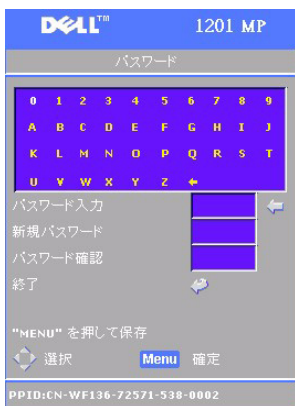 DELL™ 1201 MP
パスワード
0 1 2 3 4 5 6 7 8 9
A B C D E F G H I J
K L M N O P Q R S T
U V W X Y Z ←
パスワード入力
新規パスワード
パスワード確認
終了
"MENU" を押して保存
選択 Menu 確定
PPID:CN-WF136-72571-538-0002